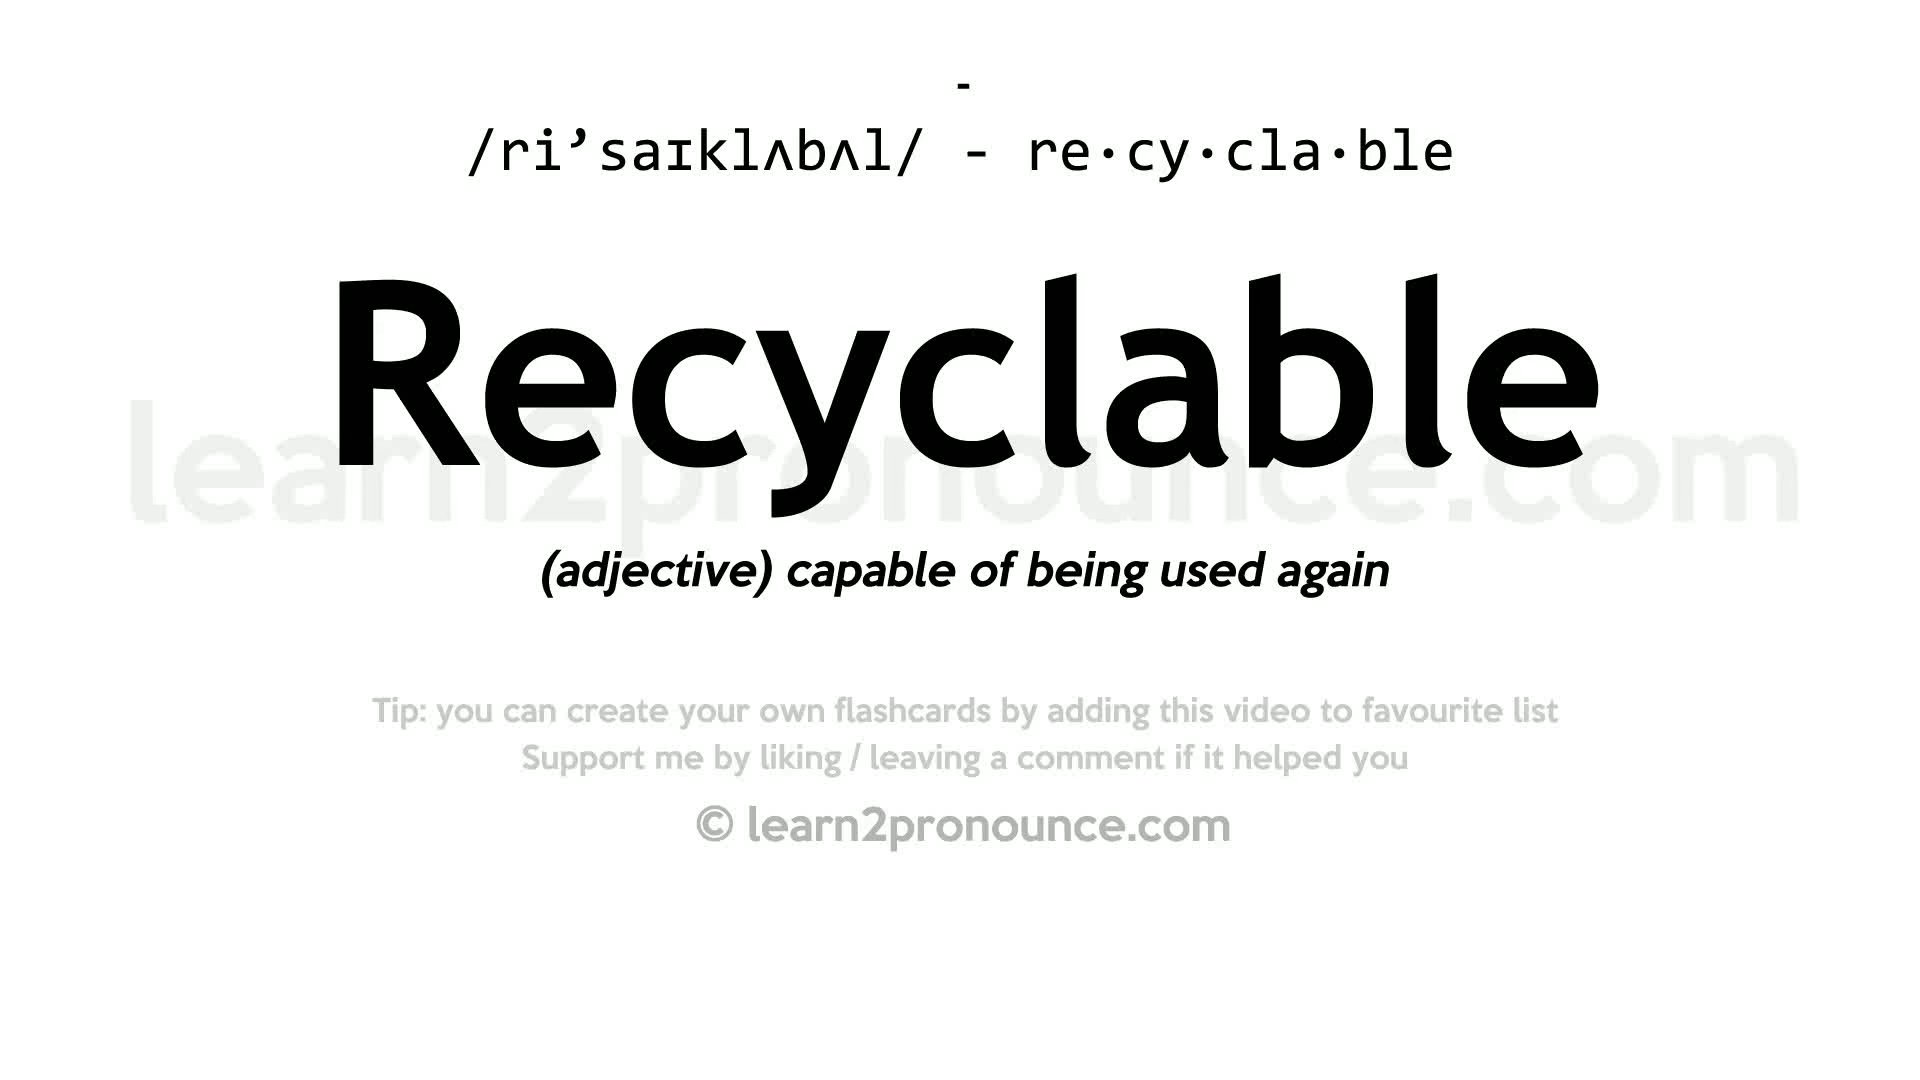 -
/ri’saɪklʌbʌl/ - re·cy·cla·ble
Recyclable
learn2pronounce.com
(adjective) capable of being used again
Tip: you can create your own flashcards by adding this video to favourite list
Support me by liking / leaving a comment if it helped you
© learn2pronounce.com